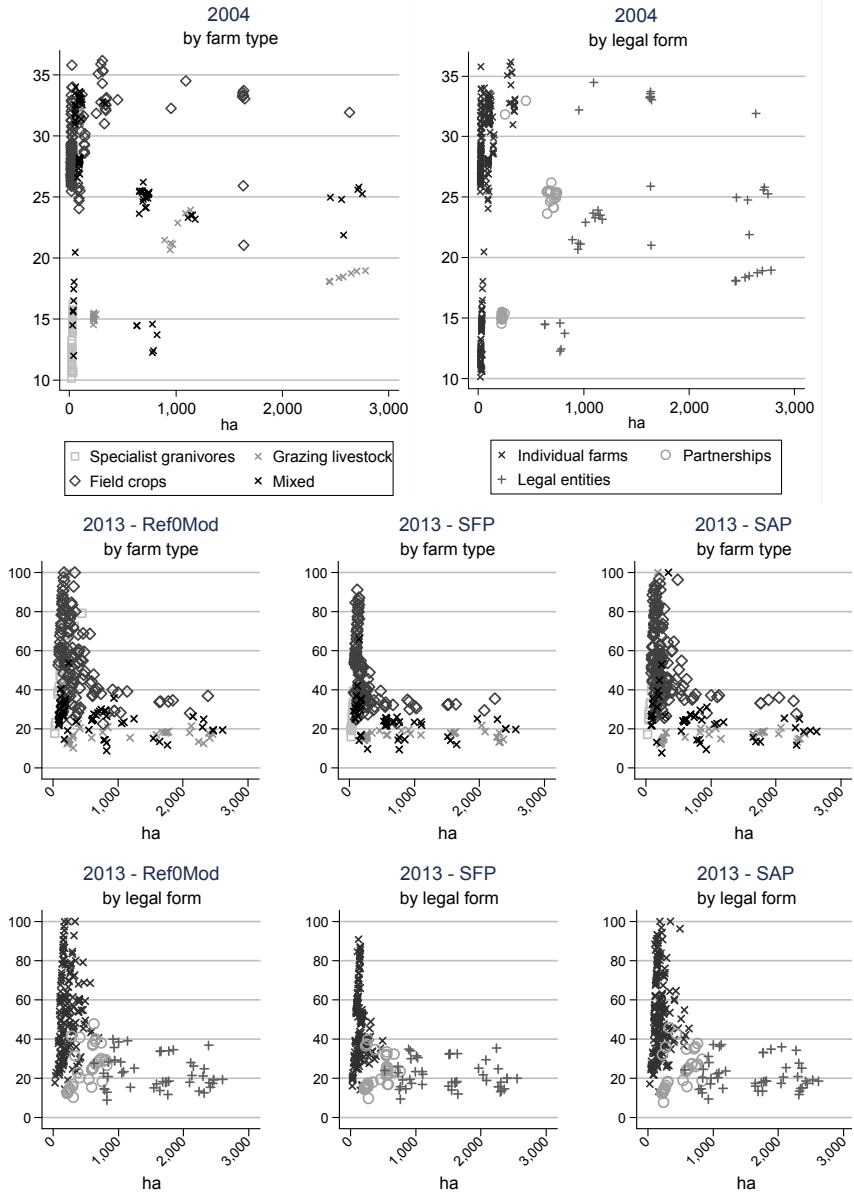 2004
by farm type
35
30
25
20
15
10
0
1,000
2,000
3,000
ha
Specialist granivores
Grazing livestock
Field crops
Mixed
2004
by legal form
35
30
25
20
15
10
0
1,000
2,000
3,000
ha
Individual farms
Partnerships
Legal entities
2013 - Ref0Mod
by farm type
100
80
60
40
20
0
0
1,000
2,000
3,000
ha
2013 - SFP
by farm type
100
80
60
40
20
0
0
1,000
2,000
3,000
ha
2013 - SAP
by farm type
100
80
60
40
20
0
0
1,000
2,000
3,000
ha
2013 - Ref0Mod
by legal form
100
80
60
40
20
0
0
1,000
2,000
3,000
ha
2013 - SFP
by legal form
100
80
60
40
20
0
0
1,000
2,000
3,000
ha
2013 - SAP
by legal form
100
80
60
40
20
0
0
1,000
2,000
3,000
ha